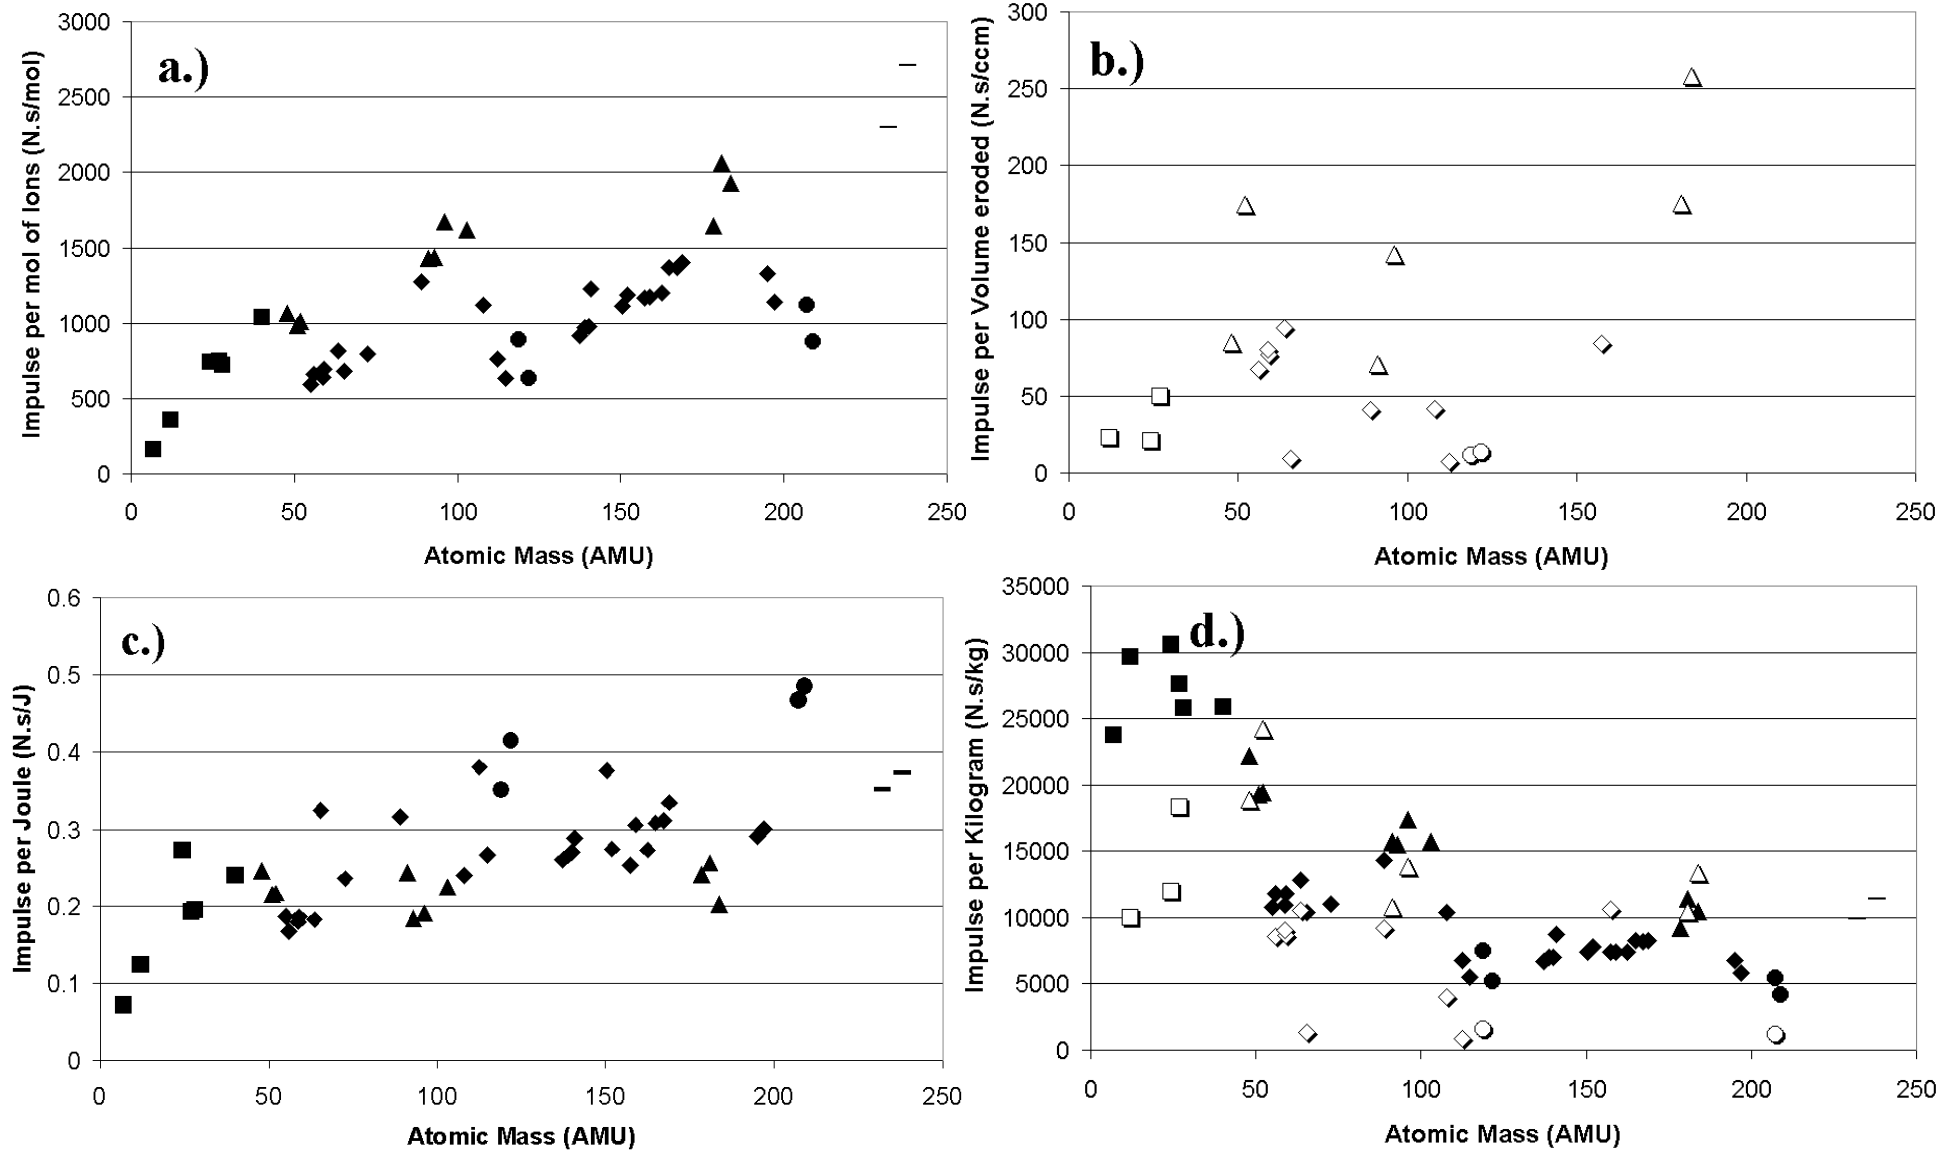 a.)
Impulse per mol of Ions (N.s/mol)
3000
2500
2000
1500
1000
500
0
0 50 100 150 200 250
Atomic Mass (AMU)
b.)
Impulse per Volume eroded (N.s/ccm)
300
250
200
150
100
50
0
0 50 100 150 200 250
Atomic Mass (AMU)
c.)
Impulse per Joule (N.s/J)
0.6
0.5
0.4
0.3
0.2
0.1
0
0 50 100 150 200 250
Atomic Mass (AMU)
d.)
Impulse per Kilogram (N.s/kg)
35000
30000
25000
20000
15000
10000
5000
0
0 50 100 150 200 250
Atomic Mass (AMU)